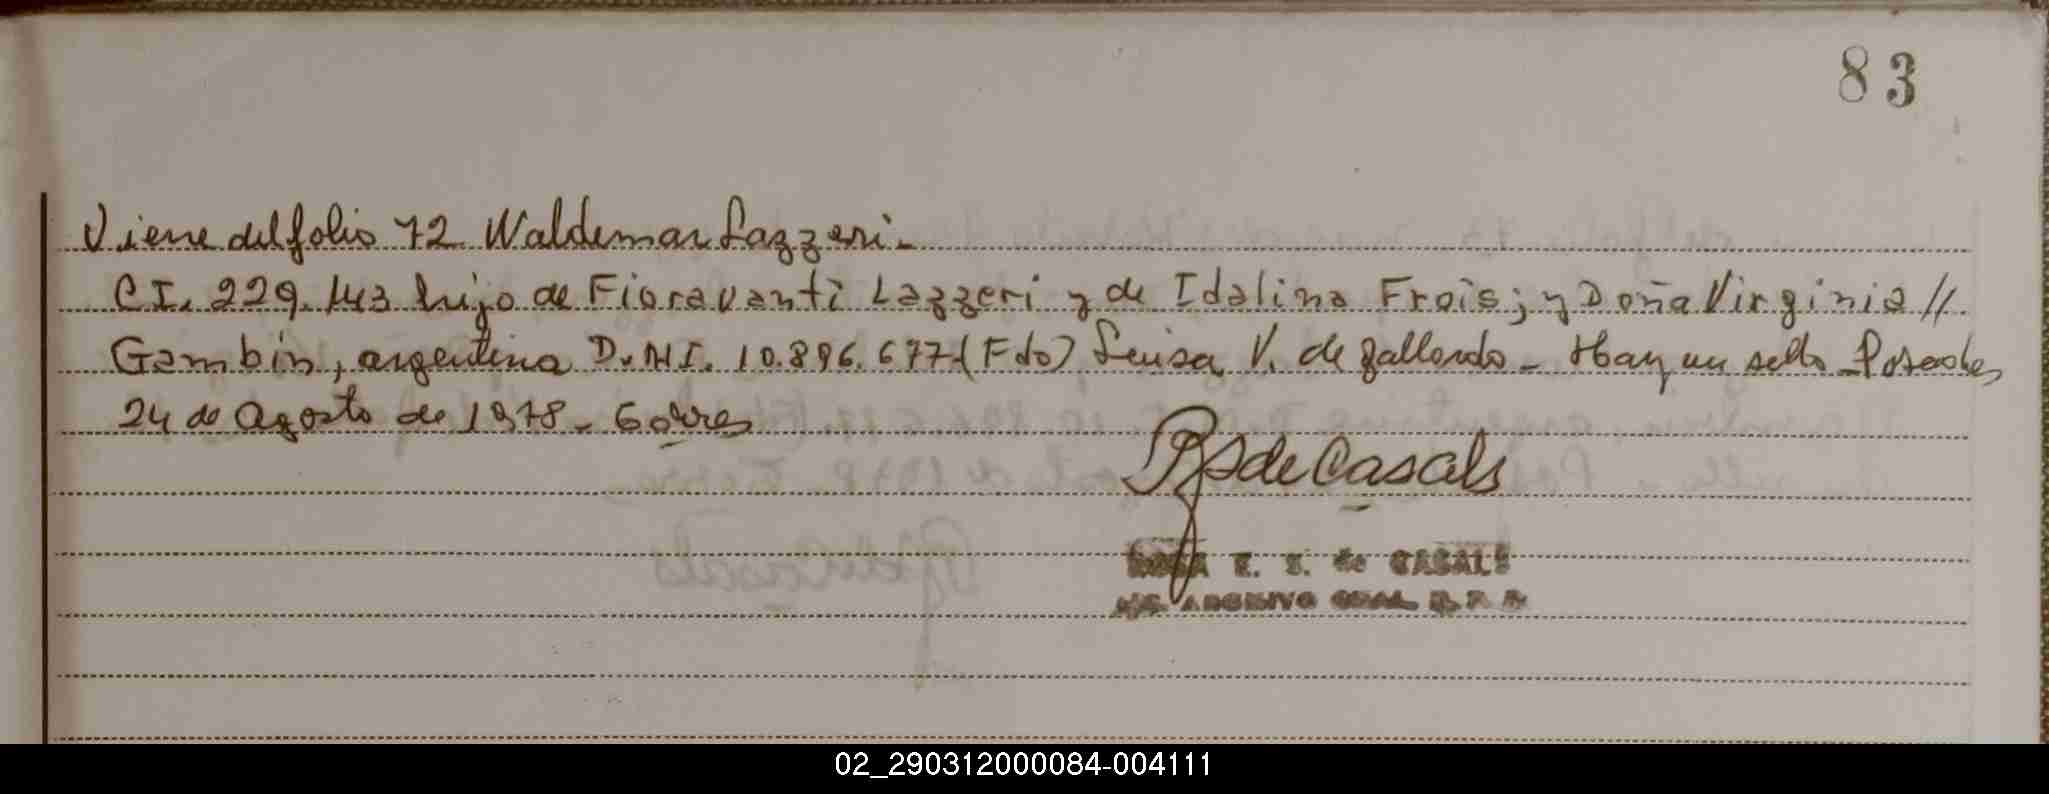 83
Viene del folio 72 Waldemar Lazzeri.-
CI. 229.143 hijo de Fioravanti Lazzeri y de Idalina Frois; y Doña Virginia //
Gambin, argentina D.N.I. 10.896.677-(Fdo) Luisa V. de Gallardo - Hay un sello - Posadas,
24 de Agosto de 1978.-
de Casals
ROSA E. S. de CASALS
ARCHIVO GRAL. R. P. P.
02_290312000084-004111